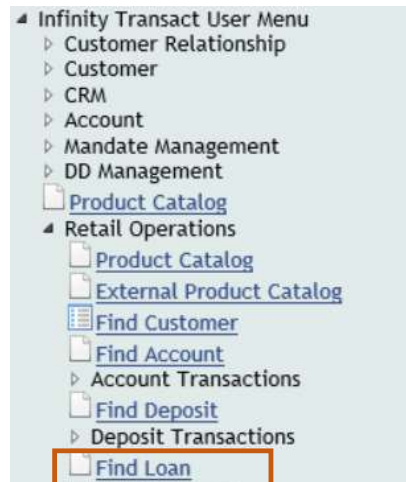 Infinity Transact User Menu
Customer Relationship
Customer
CRM
Account
Mandate Management
DD Management
Product Catalog
Retail Operations
Product Catalog
External Product Catalog
Find Customer
Find Account
Account Transactions
Find Deposit
Deposit Transactions
Find Loan